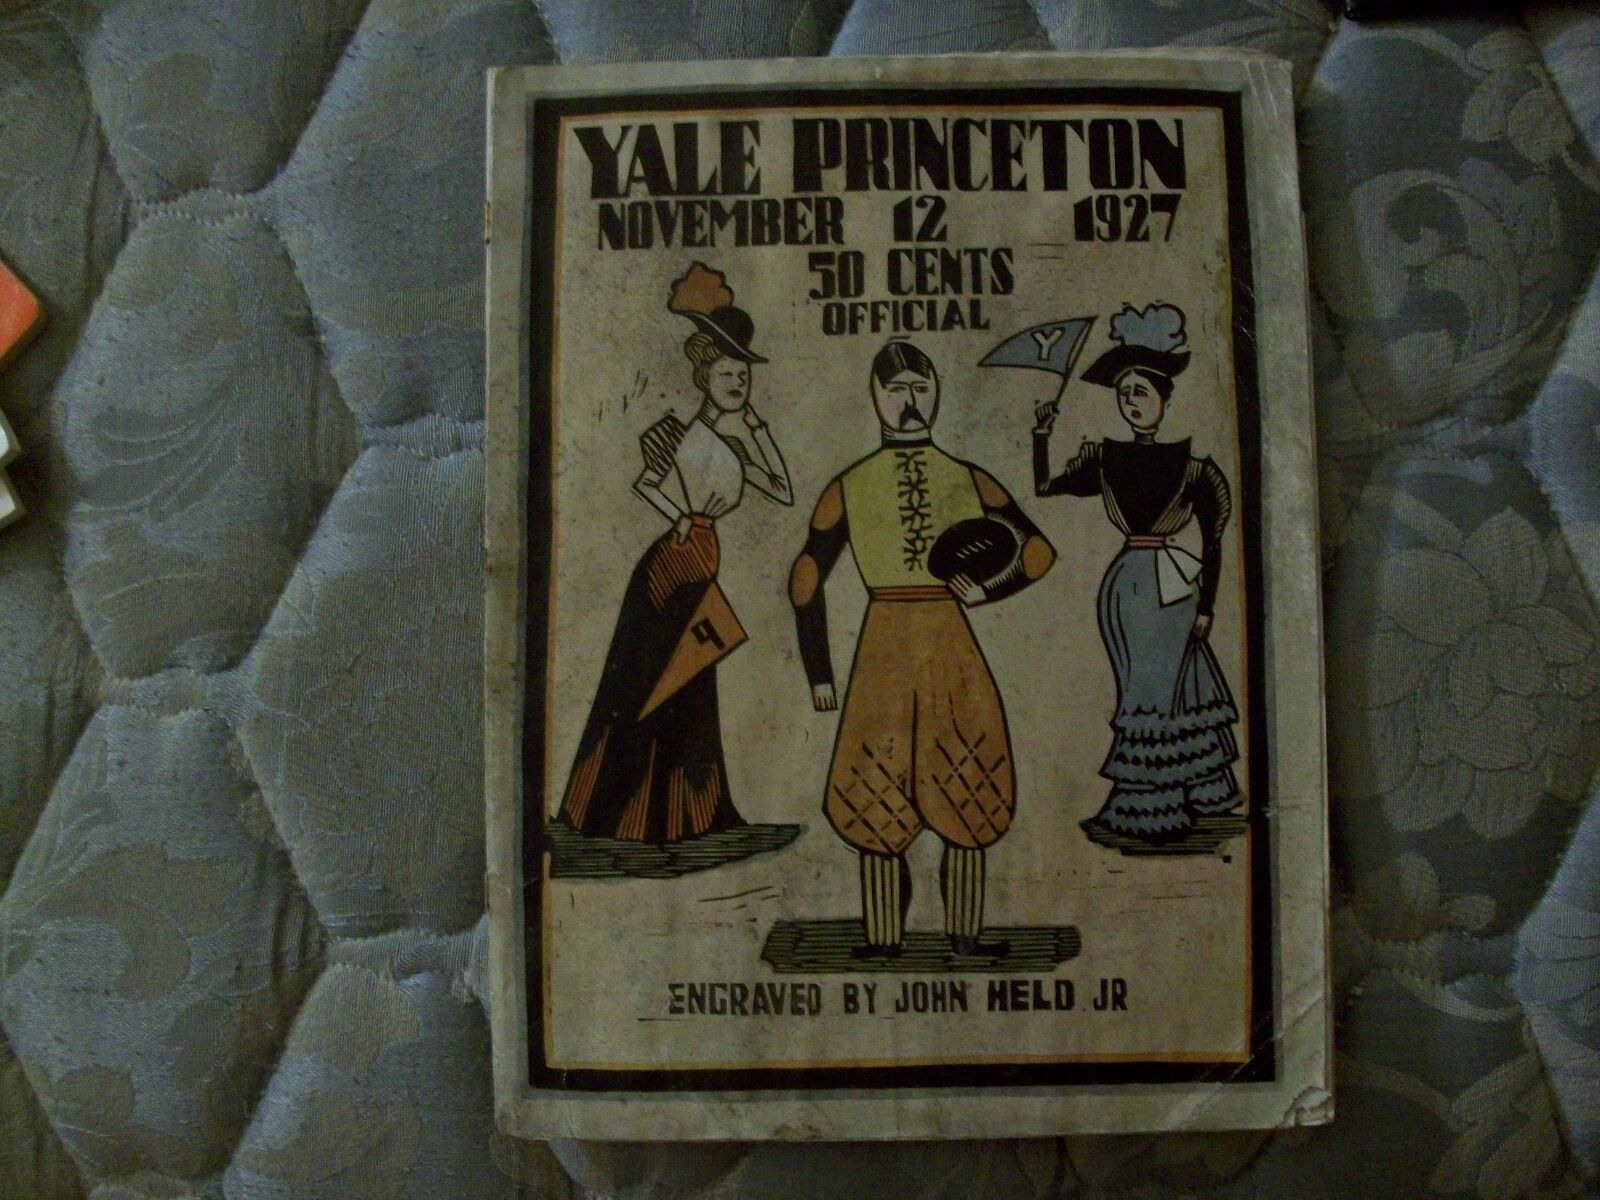 YALE PRINCETON
NOVEMBER 12 1927
50 CENTS
OFFICIAL
Y
P
ENGRAVED BY JOHN HELD JR